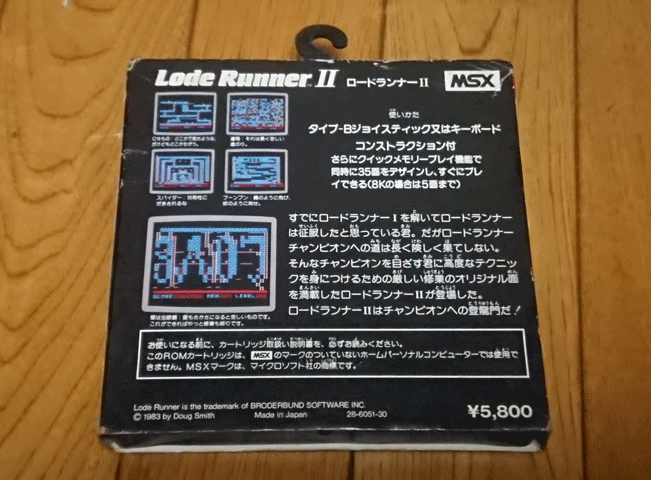 Lode Runner II ロードランナーII MSX
使いかた
タイプ-Bジョイスティック又はキーボード
コンストラクション付
さらにクイックメモリープレイ機能で
同時に35面をデザインし、すぐにプレ
イできる(8Kの場合は5面まで)
スパイダー 対称性に
だまされるな
すでにロードランナーIを解いてロードランナー
は征服したと思っている君。だがロードランナー
チャンピオンへの道は長く険しく果てしない。
そんなチャンピオンを目ざす君に高度なテクニッ
クを身につけるための厳しい修業のオリジナル面
を満載したロードランナーIIが登場した。
ロードランナーIIはチャンピオンへの登龍門だ!
お使いになる前に、カートリッジ取扱い説明書を、必ずお読みください。
このROMカートリッジは、MSXのマークのついていないホームパーソナルコンピューターでは使用で
きません。MSXマークは、マイクロソフト社の商標です。
Lode Runner is the trademark of BRODERBUND SOFTWARE INC.
© 1983 by Doug Smith Made in Japan 28-6051-30
¥5,800